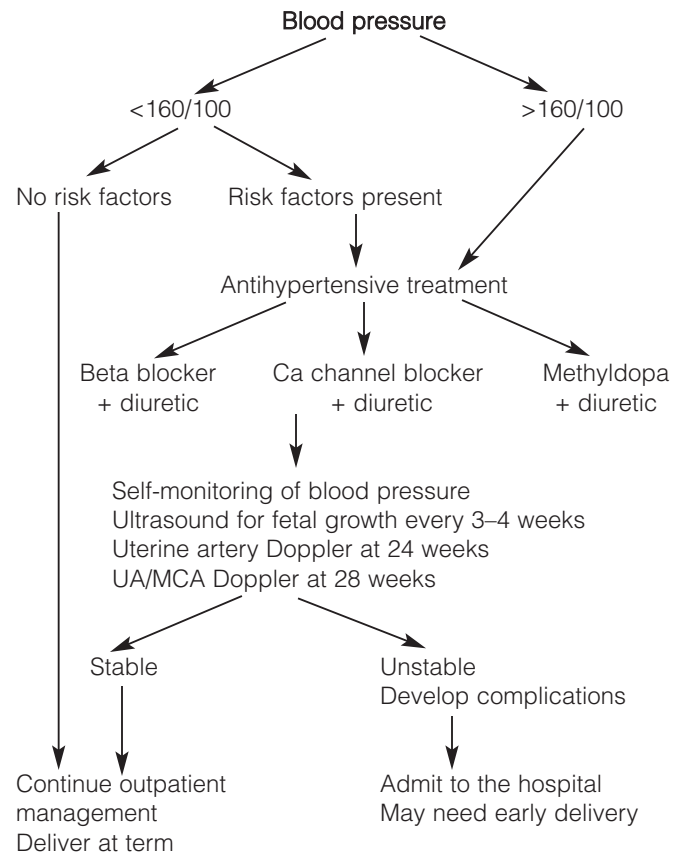 Blood pressure
<160/100
>160/100
No risk factors
Risk factors present
Antihypertensive treatment
Beta blocker
+ diuretic
Ca channel blocker
+ diuretic
Methyldopa
+ diuretic
Self-monitoring of blood pressure
Ultrasound for fetal growth every 3–4 weeks
Uterine artery Doppler at 24 weeks
UA/MCA Doppler at 28 weeks
Stable
Unstable
Develop complications
Continue outpatient
management
Deliver at term
Admit to the hospital
May need early delivery